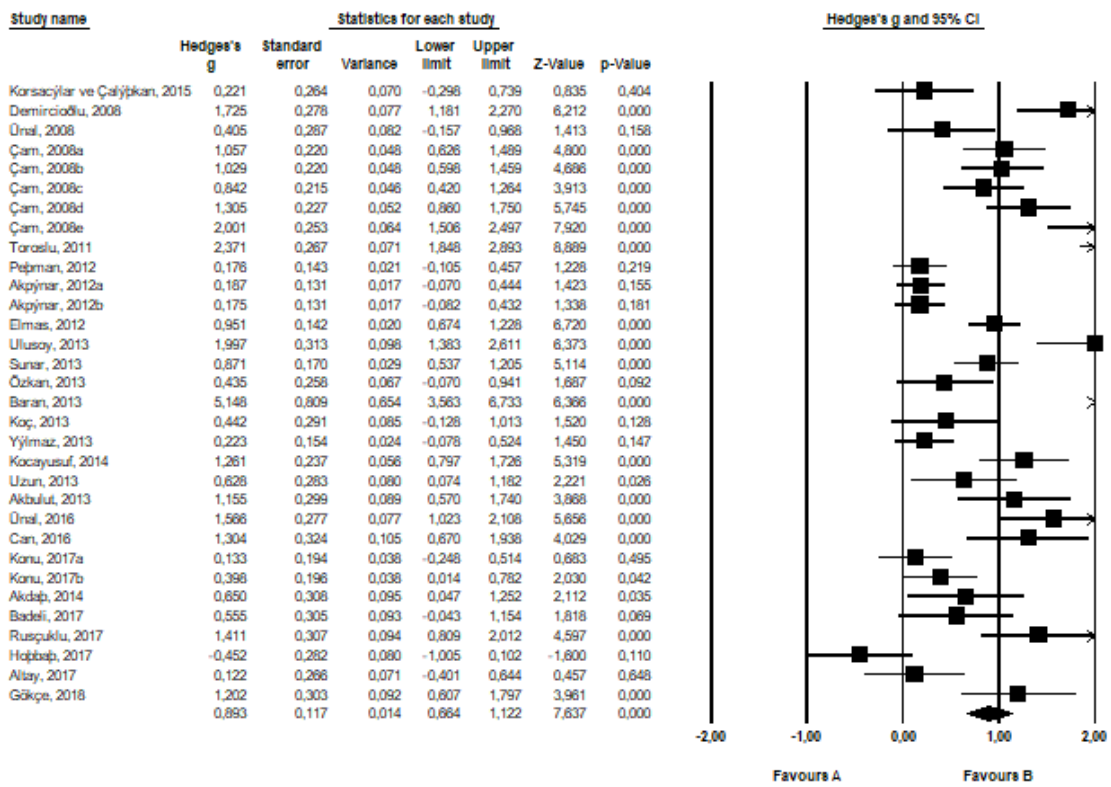 Study name Statistics for each study Hedges's g and 95% CI
Hedges's g Standard error Variance Lower limit Upper limit Z-Value p-Value
Korsacýlar ve Çalýþkan, 2015 0,221 0,264 0,070 -0,298 0,739 0,835 0,404
Demircioðlu, 2008 1,725 0,278 0,077 1,181 2,270 6,212 0,000
Ünal, 2008 0,405 0,287 0,082 -0,157 0,968 1,413 0,158
Çam, 2008a 1,057 0,220 0,048 0,626 1,489 4,800 0,000
Çam, 2008b 1,029 0,220 0,048 0,598 1,459 4,686 0,000
Çam, 2008c 0,842 0,215 0,046 0,420 1,264 3,913 0,000
Çam, 2008d 1,305 0,227 0,052 0,860 1,750 5,745 0,000
Çam, 2008e 2,001 0,253 0,064 1,506 2,497 7,920 0,000
Toroslu, 2011 2,371 0,267 0,071 1,848 2,893 8,889 0,000
Peþman, 2012 0,176 0,143 0,021 -0,105 0,457 1,228 0,219
Akpýnar, 2012a 0,187 0,131 0,017 -0,070 0,444 1,423 0,155
Akpýnar, 2012b 0,175 0,131 0,017 -0,082 0,432 1,338 0,181
Elmas, 2012 0,951 0,142 0,020 0,674 1,228 6,720 0,000
Ulusoy, 2013 1,997 0,313 0,098 1,383 2,611 6,373 0,000
Sunar, 2013 0,871 0,170 0,029 0,537 1,205 5,114 0,000
Özkan, 2013 0,435 0,258 0,067 -0,070 0,941 1,687 0,092
Baran, 2013 5,148 0,809 0,654 3,563 6,733 6,366 0,000
Koç, 2013 0,442 0,291 0,085 -0,128 1,013 1,520 0,128
Yýlmaz, 2013 0,223 0,154 0,024 -0,078 0,524 1,450 0,147
Kocayusuf, 2014 1,261 0,237 0,056 0,797 1,726 5,319 0,000
Uzun, 2013 0,628 0,283 0,080 0,074 1,182 2,221 0,026
Akbulut, 2013 1,155 0,299 0,089 0,570 1,740 3,868 0,000
Ünal, 2016 1,566 0,277 0,077 1,023 2,108 5,656 0,000
Can, 2016 1,304 0,324 0,105 0,670 1,938 4,029 0,000
Konu, 2017a 0,133 0,194 0,038 -0,248 0,514 0,683 0,495
Konu, 2017b 0,398 0,196 0,038 0,014 0,782 2,030 0,042
Akdaþ, 2014 0,650 0,308 0,095 0,047 1,252 2,112 0,035
Badeli, 2017 0,555 0,305 0,093 -0,043 1,154 1,818 0,069
Rusçuklu, 2017 1,411 0,307 0,094 0,809 2,012 4,597 0,000
Hoþbaþ, 2017 -0,452 0,282 0,080 -1,005 0,102 -1,600 0,110
Altay, 2017 0,122 0,266 0,071 -0,401 0,644 0,457 0,648
Gökçe, 2018 1,202 0,303 0,092 0,607 1,797 3,961 0,000
0,893 0,117 0,014 0,664 1,122 7,637 0,000
-2,00 -1,00 0,00 1,00 2,00
Favours A Favours B